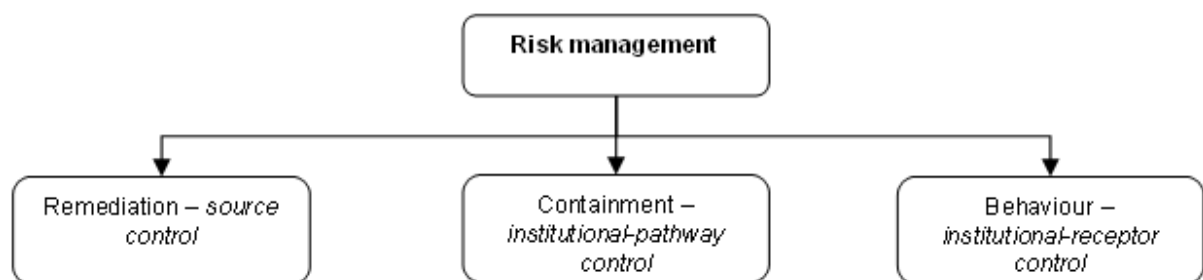 Risk management
Remediation – source
control
Containment –
institutional-pathway
control
Behaviour –
institutional-receptor
control